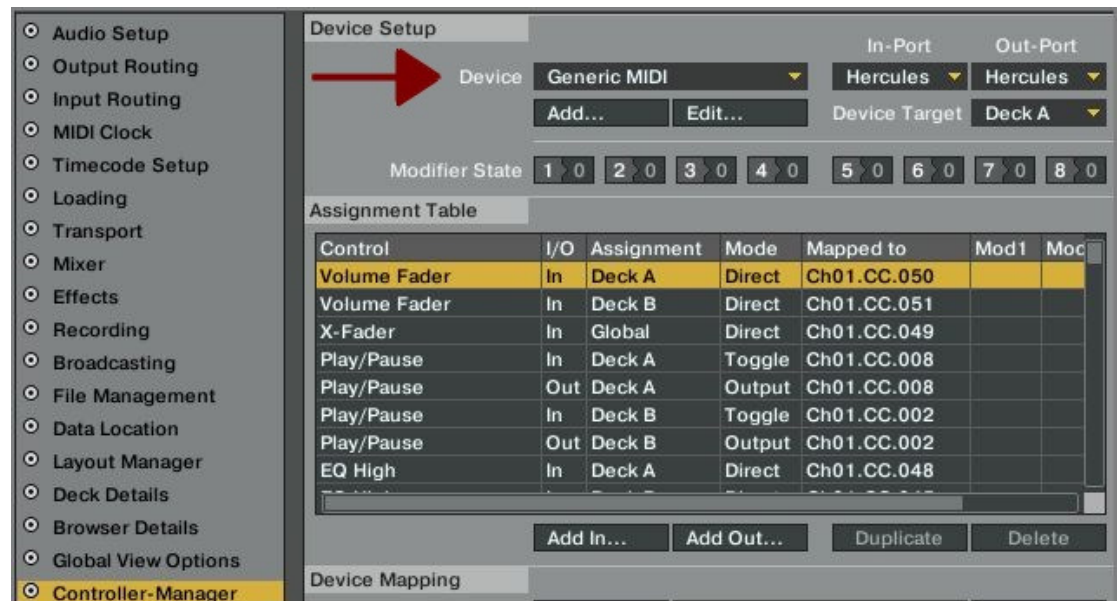 Audio Setup
Output Routing
Input Routing
MIDI Clock
Timecode Setup
Loading
Transport
Mixer
Effects
Recording
Broadcasting
File Management
Data Location
Layout Manager
Deck Details
Browser Details
Global View Options
Controller-Manager
Device Setup
In-Port Out-Port
Device Generic MIDI Hercules Hercules
Add... Edit... Device Target Deck A
Modifier State 1 0 2 0 3 0 4 0 5 0 6 0 7 0 8 0
Assignment Table
Control I/O Assignment Mode Mapped to Mod1
Volume Fader In Deck A Direct Ch01.CC.050
Volume Fader In Deck B Direct Ch01.CC.051
X-Fader In Global Direct Ch01.CC.049
Play/Pause In Deck A Toggle Ch01.CC.008
Play/Pause Out Deck A Output Ch01.CC.008
Play/Pause In Deck B Toggle Ch01.CC.002
Play/Pause Out Deck B Output Ch01.CC.002
EQ High In Deck A Direct Ch01.CC.048
Add In... Add Out... Duplicate Delete
Device Mapping